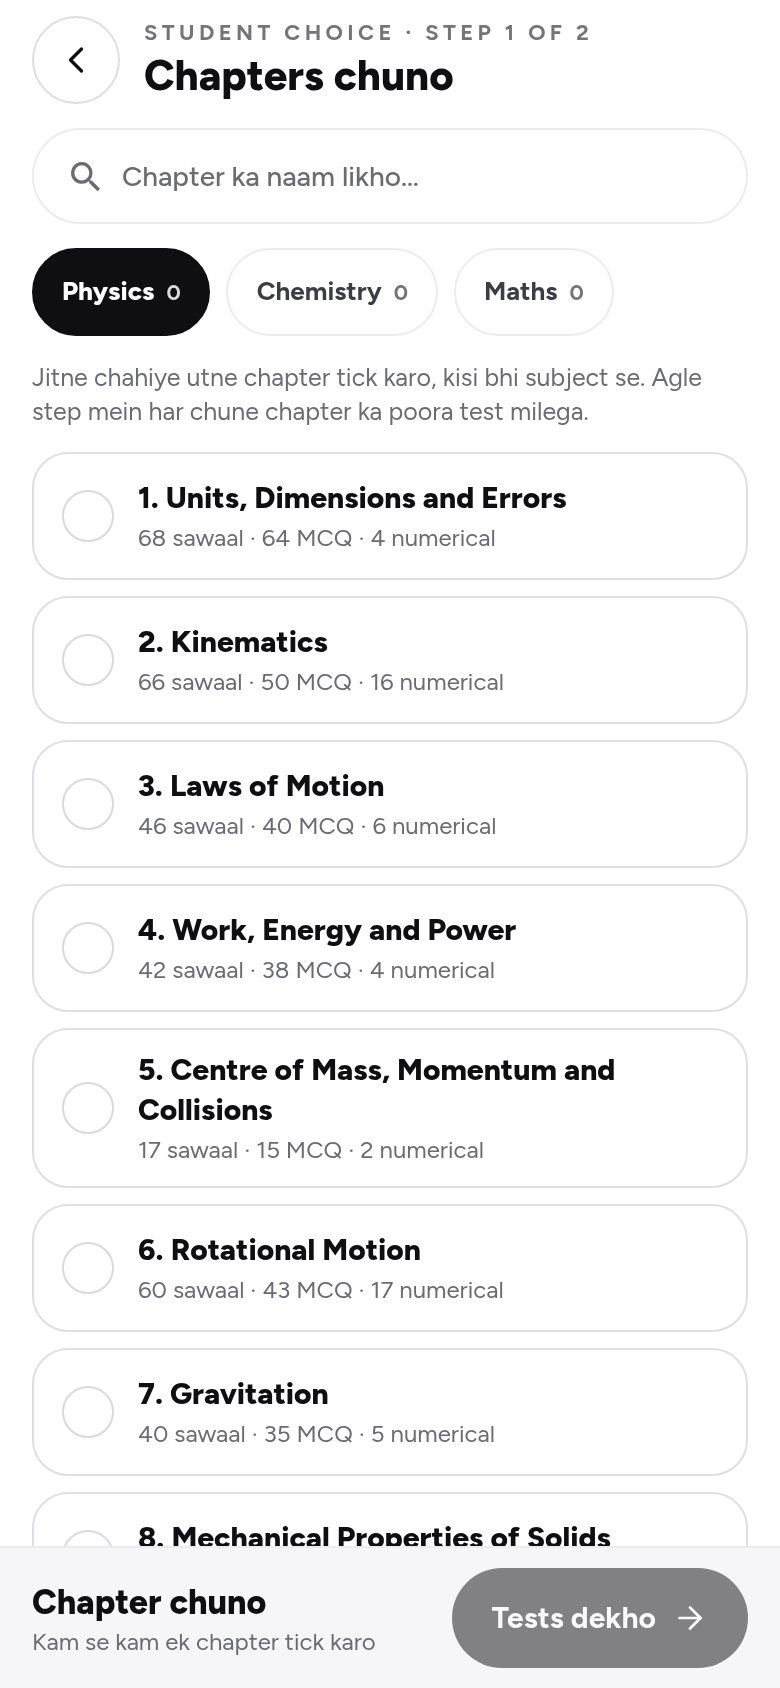 STUDENT CHOICE · STEP 1 OF 2
Chapters chuno
Chapter ka naam likho...
Physics 0
Chemistry 0
Maths 0
Jitne chahiye utne chapter tick karo, kisi bhi subject se. Agle
step mein har chune chapter ka poora test milega.
1. Units, Dimensions and Errors
68 sawaal · 64 MCQ · 4 numerical
2. Kinematics
66 sawaal · 50 MCQ · 16 numerical
3. Laws of Motion
46 sawaal · 40 MCQ · 6 numerical
4. Work, Energy and Power
42 sawaal · 38 MCQ · 4 numerical
5. Centre of Mass, Momentum and
Collisions
17 sawaal · 15 MCQ · 2 numerical
6. Rotational Motion
60 sawaal · 43 MCQ · 17 numerical
7. Gravitation
40 sawaal · 35 MCQ · 5 numerical
8. Mechanical Properties of Solids
Chapter chuno
Kam se kam ek chapter tick karo
Tests dekho